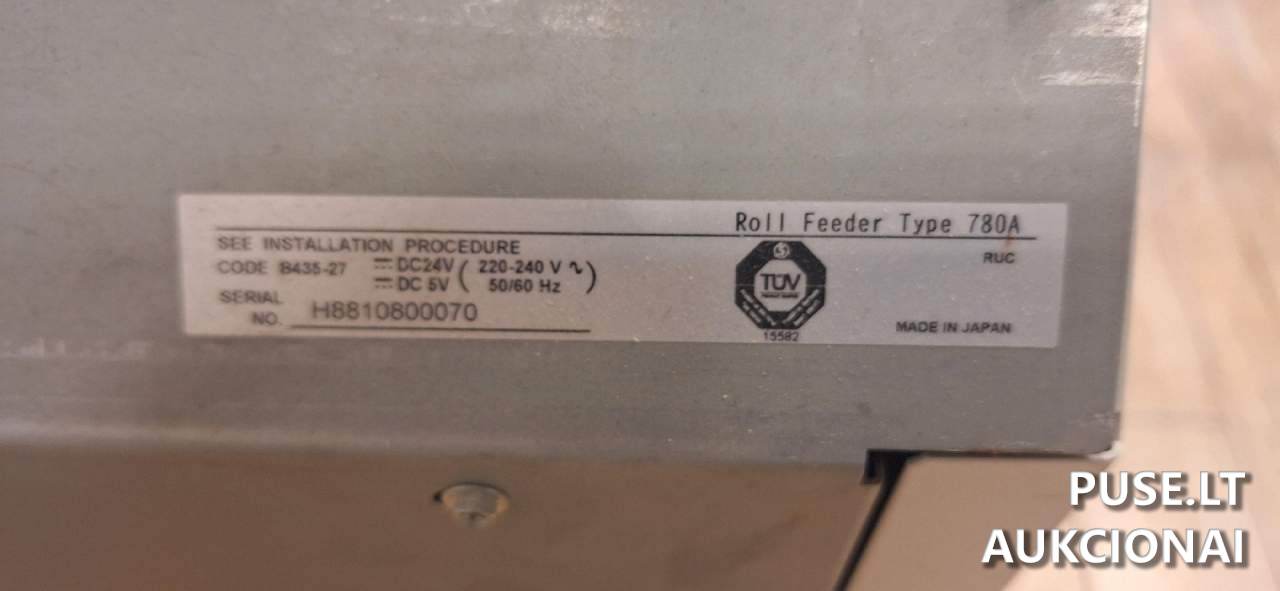 Roll Feeder Type 780A
SEE INSTALLATION PROCEDURE
RUC
CODE B435-27 ⎓ DC24V ( 220-240 V ∿ )
⎓ DC 5V 50/60 Hz
SERIAL NO. H8810800070
TÜV
15582
MADE IN JAPAN
PUSE.LT
AUKCIONAI